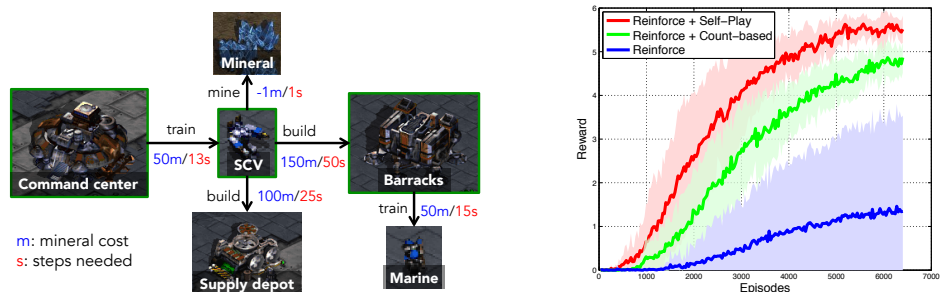 Mineral
mine -1m/1s
train
50m/13s
build
150m/50s
Command center
SCV
Barracks
build 100m/25s
train 50m/15s
Supply depot
Marine
m: mineral cost
s: steps needed
Reinforce + Self-Play
Reinforce + Count-based
Reinforce
Reward
6
5
4
3
2
1
0
0 1000 2000 3000 4000 5000 6000 7000
Episodes